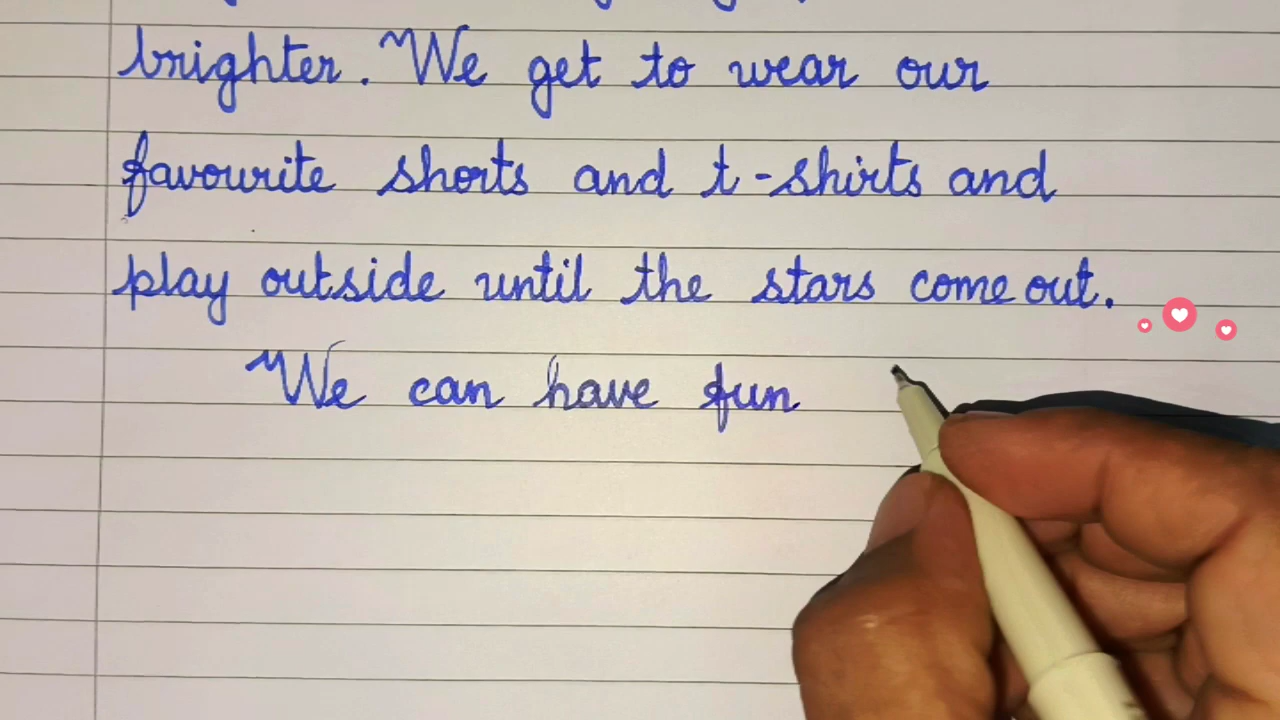 brighter. We get to wear our
favourite shorts and t-shirts and
play outside until the stars come out.
We can have fun